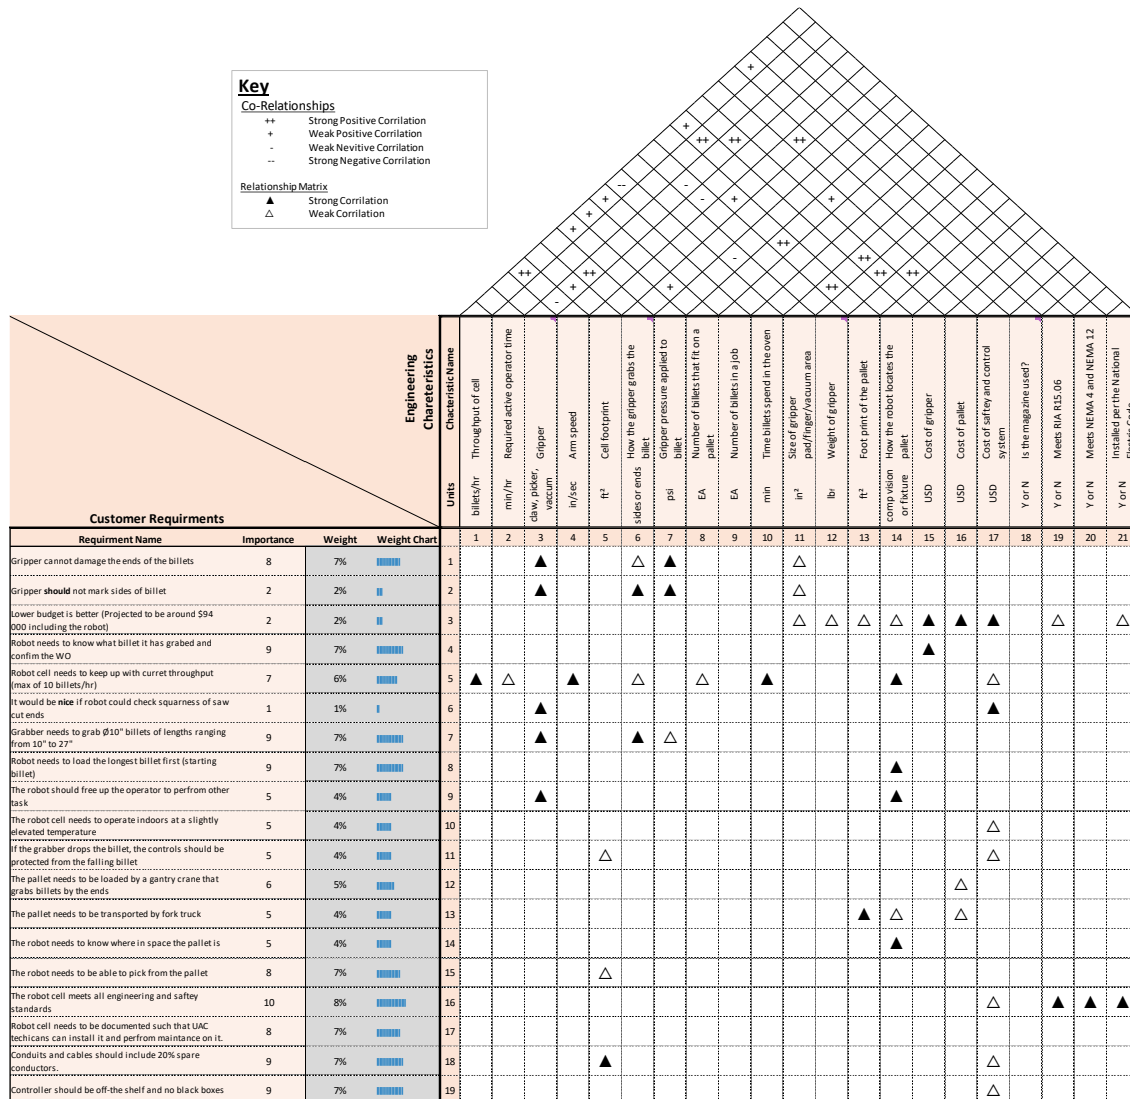 Key
Co-Relationships
++ Strong Positive Corrilation
+ Weak Positive Corrilation
- Weak Nevitive Corrilation
-- Strong Negative Corrilation
Relationship Matrix
▲ Strong Corrilation
△ Weak Corrilation
+
+
++ ++ ++
-- -
+ - + +
+
+
++
- ++
++ ++ ++ ++
+ + ++
-
Engineering
Chareteristics
Customer Requirments
Chacteristic Name
Units
Throughput of cell
billets/hr
Required active operator time
min/hr
Gripper
claw, picker,
vaccum
Arm speed
in/sec
Cell footprint
ft²
How the gripper grabs the
billet
sides or ends
Gripper pressure applied to
billet
psi
Number of billets that fit on a
pallet
EA
Number of billets in a job
EA
Time billets spend in the oven
min
Size of gripper
pad/finger/vacuum area
in²
Weight of gripper
lbf
Foot print of the pallet
ft²
How the robot locates the
pallet
comp vision
or fixture
Cost of gripper
USD
Cost of pallet
USD
Cost of saftey and control
system
USD
Is the magazine used?
Y or N
Meets RIA R15.06
Y or N
Meets NEMA 4 and NEMA 12
Y or N
Installed per the National
Y or N
Requirment Name Importance Weight Weight Chart 1 2 3 4 5 6 7 8 9 10 11 12 13 14 15 16 17 18 19 20 21
Gripper cannot damage the ends of the billets 8 7% 1 ▲ △ ▲ △
Gripper should not mark sides of billet 2 2% 2 ▲ ▲ ▲ △
Lower budget is better (Projected to be around $94
000 including the robot) 2 2% 3 △ △ △ △ ▲ ▲ ▲ △ △
Robot needs to know what billet it has grabed and
confim the WO 9 7% 4 ▲
Robot cell needs to keep up with curret throughput
(max of 10 billets/hr) 7 6% 5 ▲ △ ▲ △ △ ▲ ▲ △
It would be nice if robot could check squarness of saw
cut ends 1 1% 6 ▲ ▲
Grabber needs to grab Ø10" billets of lengths ranging
from 10" to 27" 9 7% 7 ▲ ▲ △
Robot needs to load the longest billet first (starting
billet) 9 7% 8 ▲
The robot should free up the operator to perfrom other
task 5 4% 9 ▲ ▲
The robot cell needs to operate indoors at a slightly
elevated temperature 5 4% 10 △
If the grabber drops the billet, the controls should be
protected from the falling billet 5 4% 11 △ △
The pallet needs to be loaded by a gantry crane that
grabs billets by the ends 6 5% 12 △
The pallet needs to be transported by fork truck 5 4% 13 ▲ △ △
The robot needs to know where in space the pallet is 5 4% 14 ▲
The robot needs to be able to pick from the pallet 8 7% 15 △
The robot cell meets all engineering and saftey
standards 10 8% 16 △ ▲ ▲ ▲
Robot cell needs to be documented such that UAC
techicans can install it and perfrom maintance on it. 8 7% 17
Conduits and cables should include 20% spare
conductors. 9 7% 18 ▲ △
Controller should be off-the shelf and no black boxes 9 7% 19 △